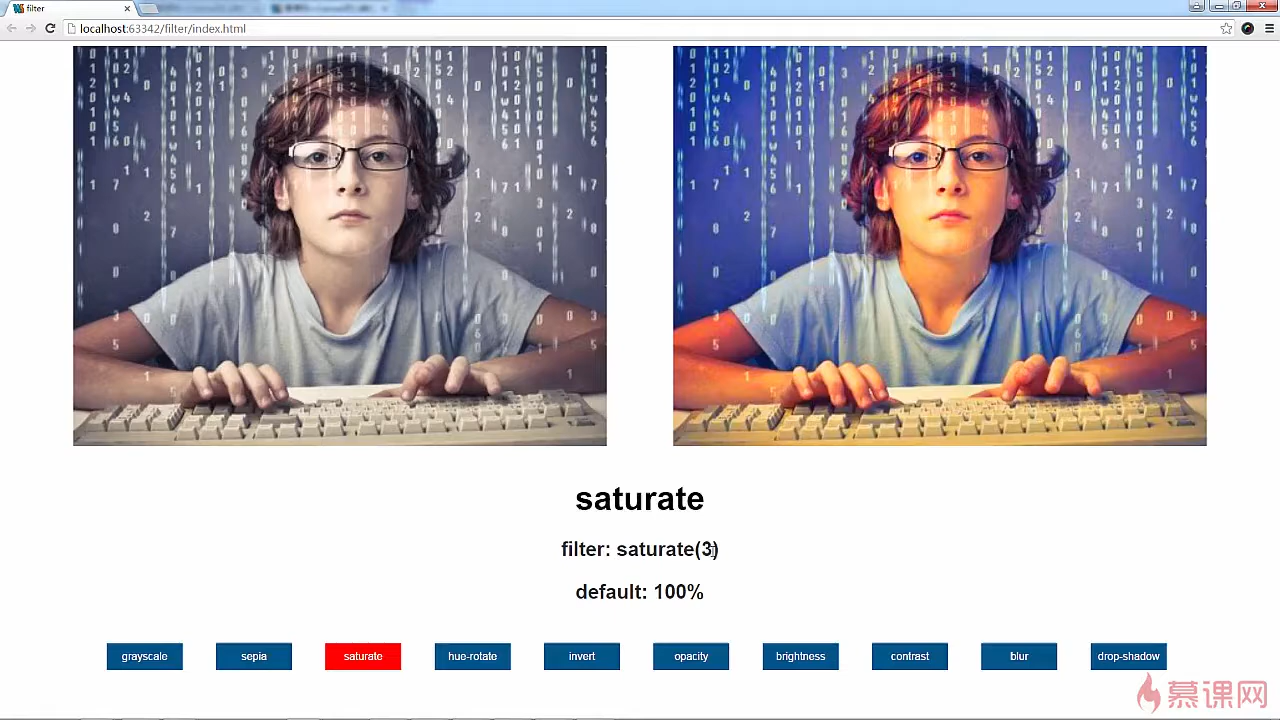 filter
localhost:63342/filter/index.html
saturate
filter: saturate(3)
default: 100%
grayscale
sepia
saturate
hue-rotate
invert
opacity
brightness
contrast
blur
drop-shadow
慕课网